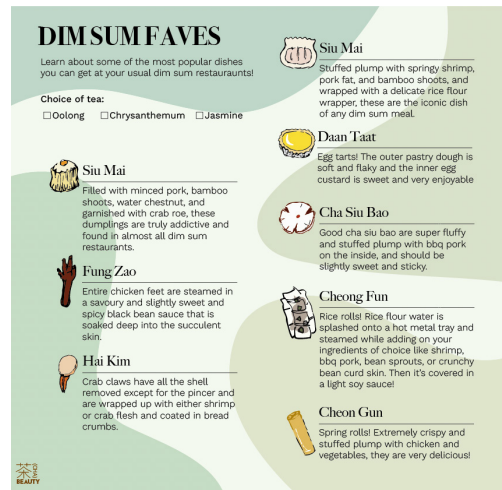 DIM SUM FAVES
Learn about some of the most popular dishes
you can get at your usual dim sum restauraunts!
Choice of tea:
☐Oolong ☐Chrysanthemum ☐Jasmine
Siu Mai
Filled with minced pork, bamboo
shoots, water chestnut, and
garnished with crab roe, these
dumplings are truly addictive and
found in almost all dim sum
restaurants.
Fung Zao
Entire chicken feet are steamed in
a savoury and slightly sweet and
spicy black bean sauce that is
soaked deep into the succulent
skin.
Hai Kim
Crab claws have all the shell
removed except for the pincer and
are wrapped up with either shrimp
or crab flesh and coated in bread
crumbs.
Siu Mai
Stuffed plump with springy shrimp,
pork fat, and bamboo shoots, and
wrapped with a delicate rice flour
wrapper, these are the iconic dish
of any dim sum meal.
Daan Taat
Egg tarts! The outer pastry dough is
soft and flaky and the inner egg
custard is sweet and very enjoyable
Cha Siu Bao
Good cha siu bao are super fluffy
and stuffed plump with bbq pork
on the inside, and should be
slightly sweet and sticky.
Cheong Fun
Rice rolls! Rice flour water is
splashed onto a hot metal tray and
steamed while adding on your
ingredients of choice like shrimp,
bbq pork, bean sprouts, or crunchy
bean curd skin. Then it's covered in
a light soy sauce!
Cheon Gun
Spring rolls! Extremely crispy and
stuffed plump with chicken and
vegetables, they are very delicious!
茶
BEAUTY